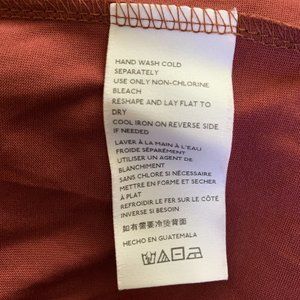 HAND WASH COLD
SEPARATELY
USE ONLY NON-CHLORINE
BLEACH
RESHAPE AND LAY FLAT TO
DRY
COOL IRON ON REVERSE SIDE
IF NEEDED
LAVER À LA MAIN À L'EAU
FROIDE SÉPARÉMENT
UTILISER UN AGENT DE
BLANCHIMENT
SANS CHLORE SI NÉCESSAIRE
METTRE EN FORME ET SECHER
À PLAT
REFROIDIR LE FER SUR LE CÔTÉ
INVERSE SI BESOIN
如有需要冷烫背面
HECHO EN GUATEMALA